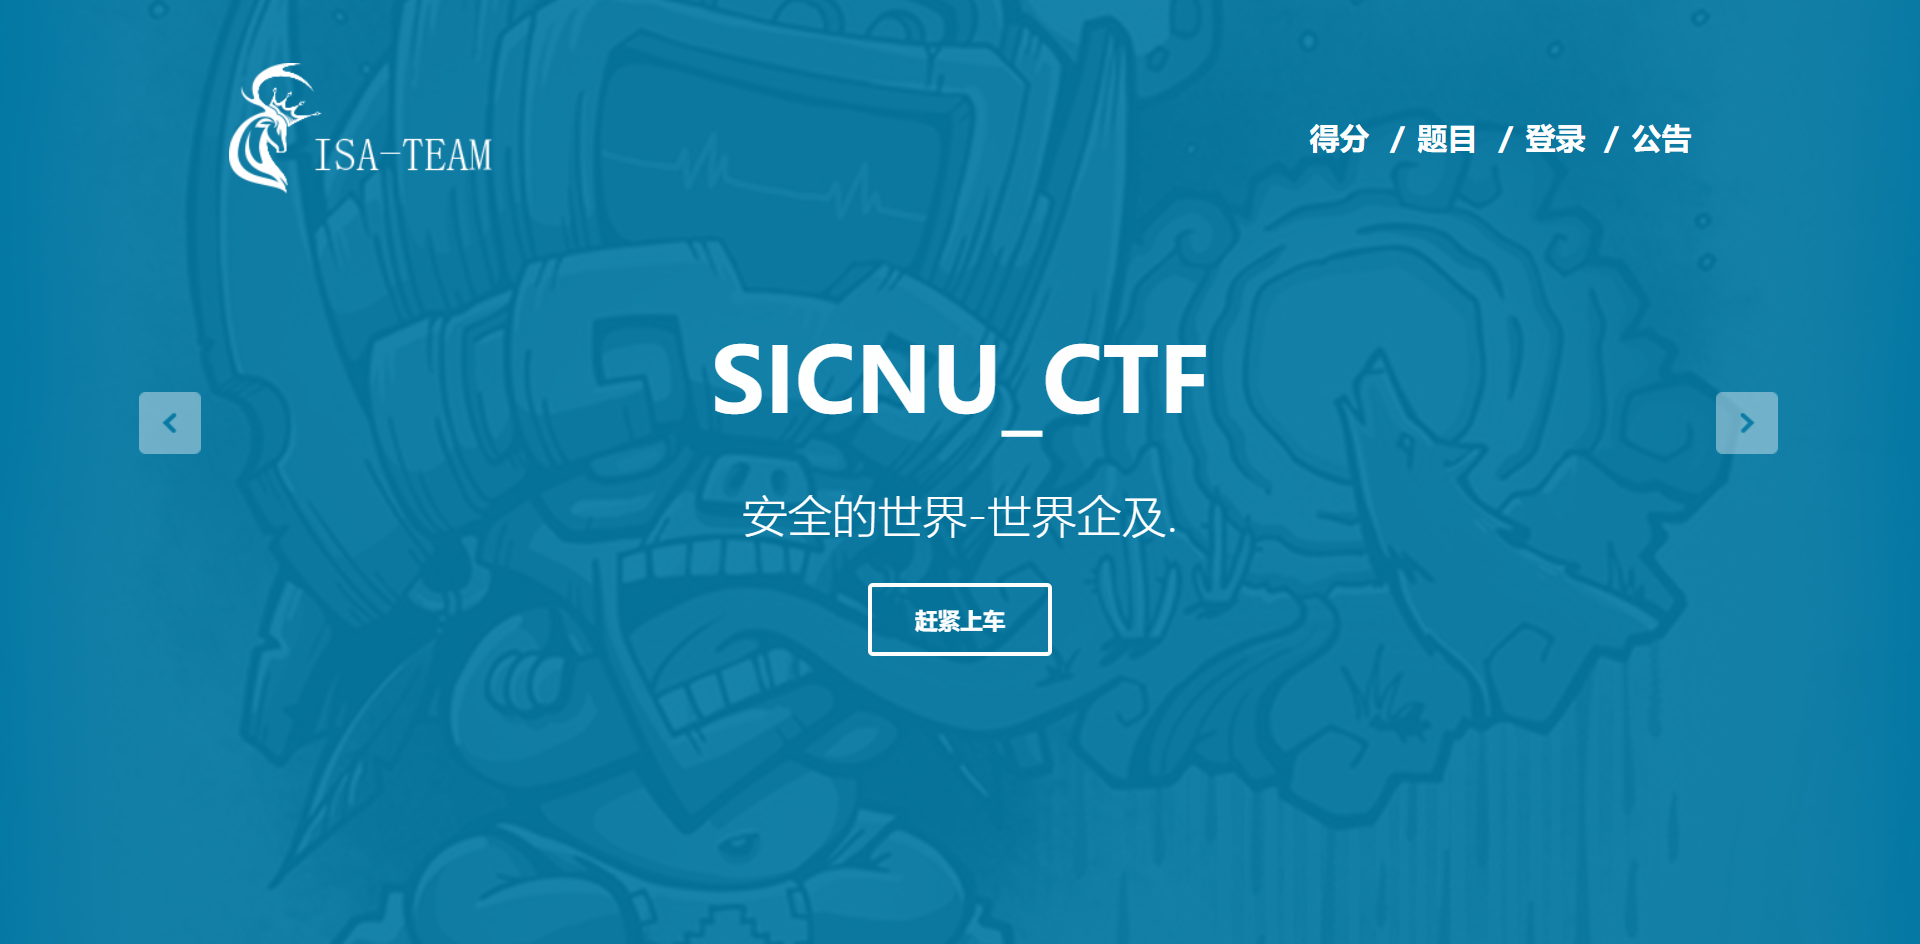 ISA-TEAM
得分 / 题目 / 登录 / 公告
SICNU_CTF
安全的世界-世界企及.
赶紧上车